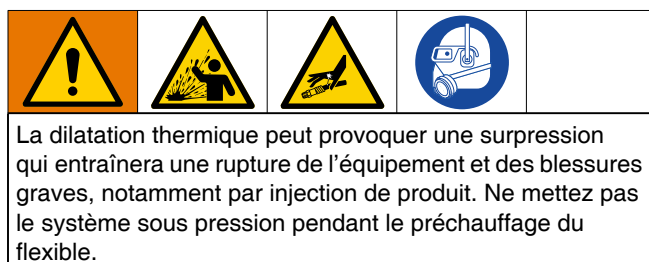 La dilatation thermique peut provoquer une surpression
qui entraînera une rupture de l’équipement et des blessures
graves, notamment par injection de produit. Ne mettez pas
le système sous pression pendant le préchauffage du
flexible.